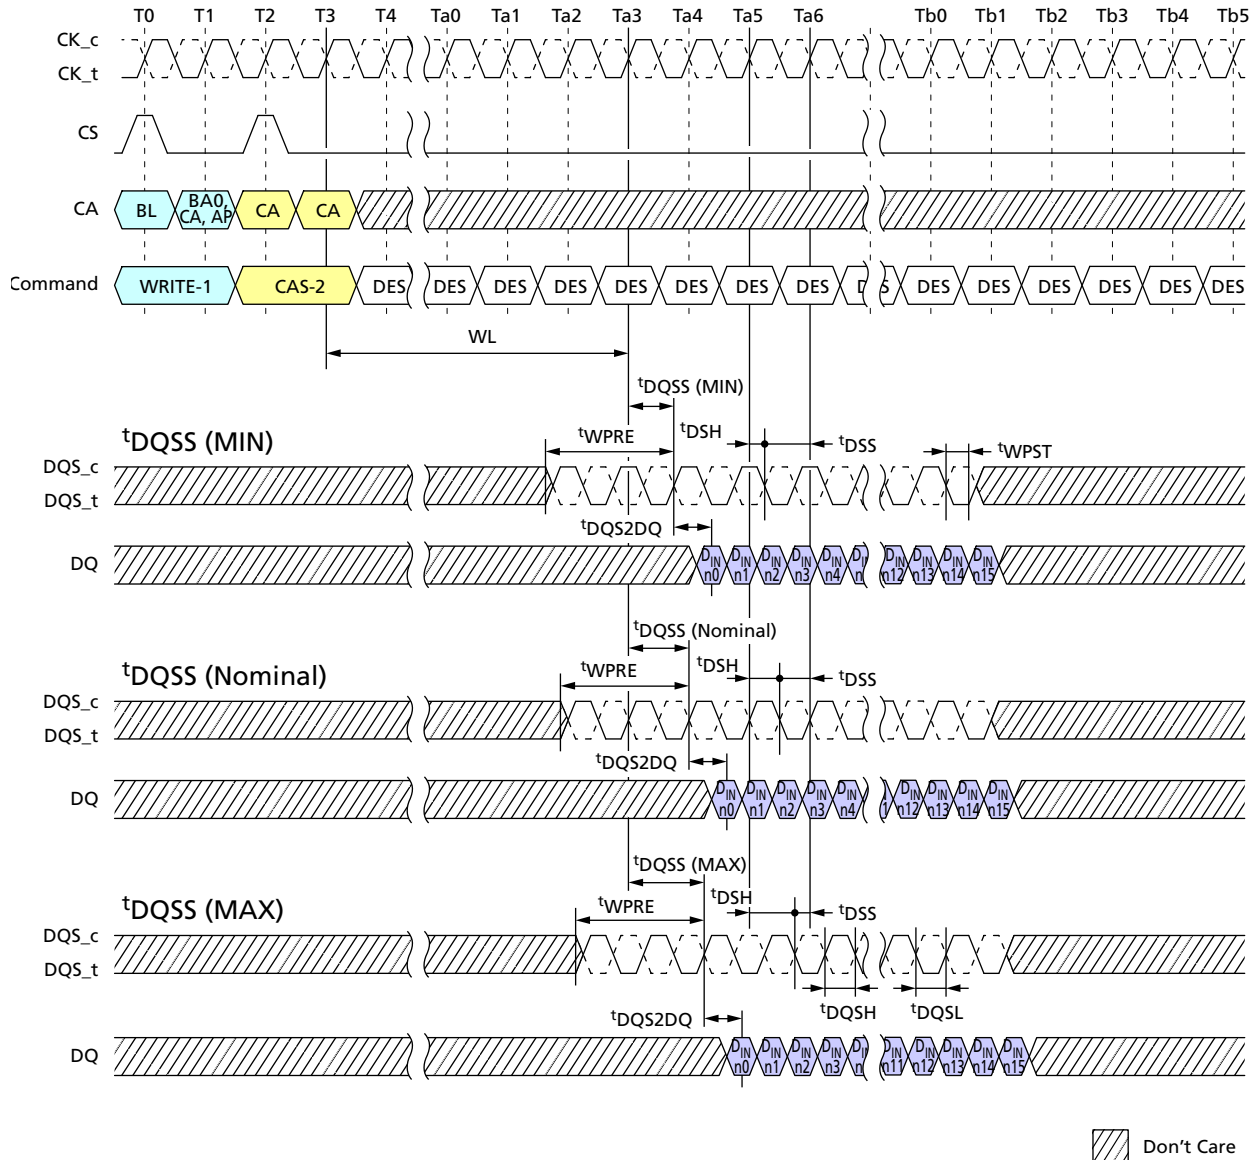 T0 T1 T2 T3 T4 Ta0 Ta1 Ta2 Ta3 Ta4 Ta5 Ta6 Tb0 Tb1 Tb2 Tb3 Tb4 Tb5
CK_c
CK_t
CS
CA BL BA0, CA, AP CA CA
Command WRITE-1 CAS-2 DES DES DES DES DES DES DES DES DES DES DES DES DES DES
WL
tDQSS (MIN)
tDQSS (MIN) tWPRE tDSH tDSS tWPST
DQS_c
DQS_t
tDQS2DQ
DQ DIN n0 DIN n1 DIN n2 DIN n3 DIN n4 DIN n DIN n12 DIN n13 DIN n14 DIN n15
tDQSS (Nominal)
tDQSS (Nominal) tWPRE tDSH tDSS
DQS_c
DQS_t
tDQS2DQ
DQ DIN n0 DIN n1 DIN n2 DIN n3 DIN n4 DIN n12 DIN n13 DIN n14 DIN n15
tDQSS (MAX)
tDQSS (MAX) tWPRE tDSH tDSS
DQS_c
DQS_t
tDQS2DQ tDQSH tDQSL
DQ DIN n0 DIN n1 DIN n2 DIN n3 DIN n DIN n11 DIN n12 DIN n13 DIN n14 DIN n15
Don't Care